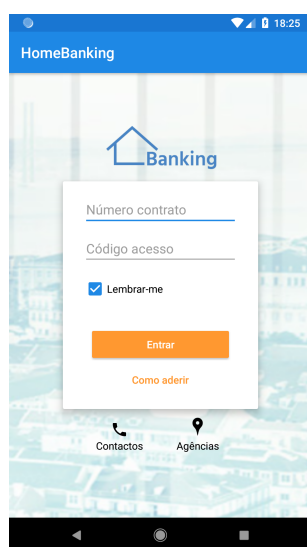 18:25
HomeBanking
Banking
Número contrato
Código acesso
Lembrar-me
Entrar
Como aderir
Contactos Agências